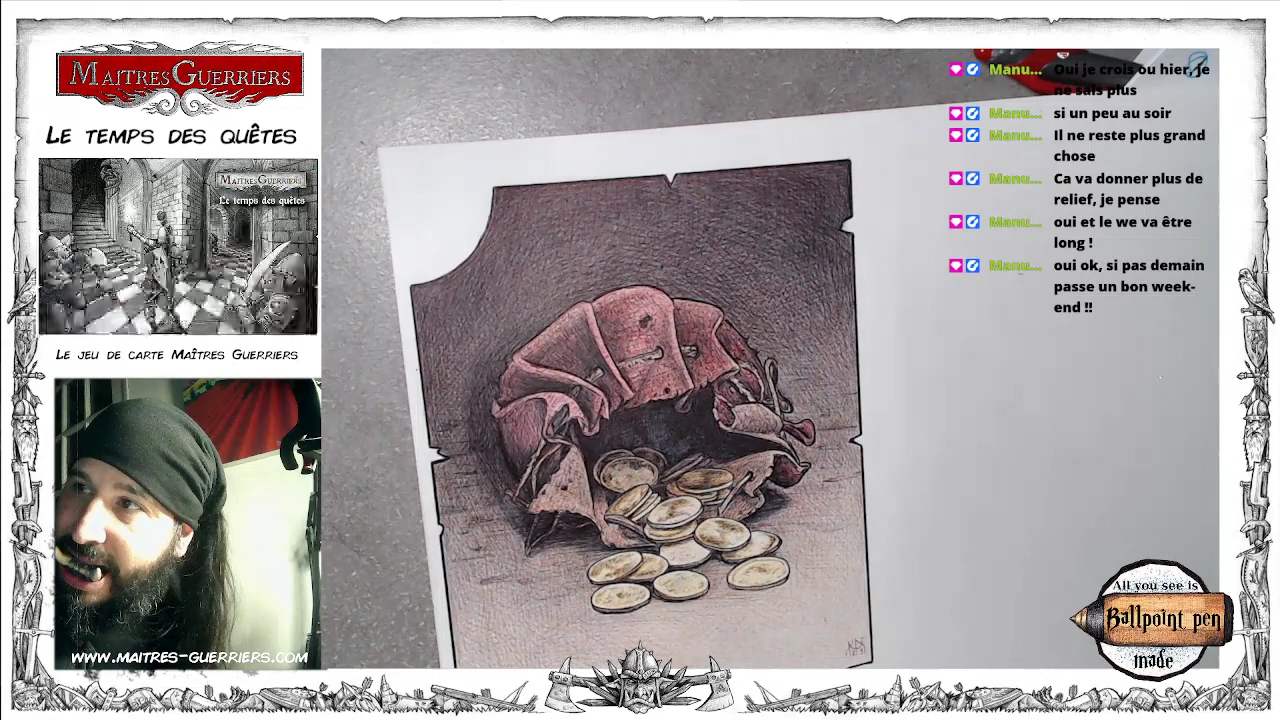 MAITRESGUERRIERS
LE TEMPS DES QUÊTES
MAITRESGUERRIERS
Le temps des quêtes
LE JEU DE CARTE MAÎTRES GUERRIERS
WWW.MAITRES-GUERRIERS.COM
Manu... Oui je crois ou hier, je
ne sais plus
Manu... si un peu au soir
Manu... Il ne reste plus grand
chose
Manu... Ca va donner plus de
relief, je pense
Manu... oui et le we va être
long !
Manu... oui ok, si pas demain
passe un bon week-
end !!
All you see is
Ballpoint pen
made